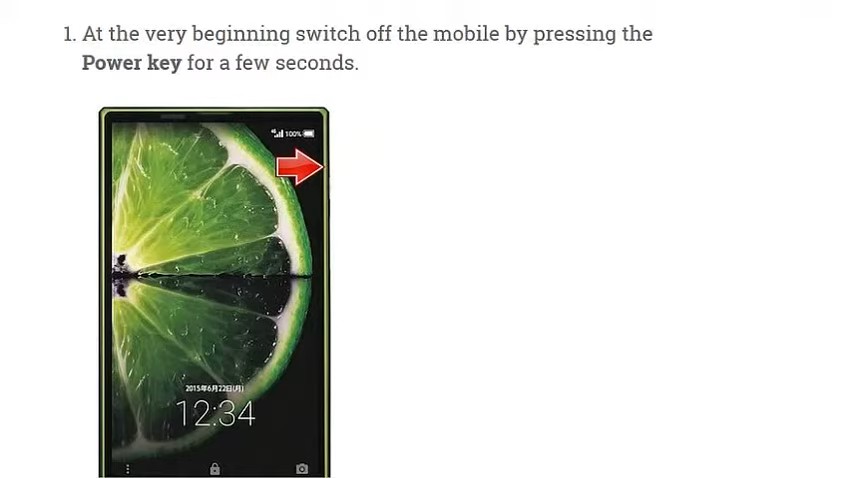 1. At the very beginning switch off the mobile by pressing the
Power key for a few seconds.
100%
2015年6月22日(月)
12:34